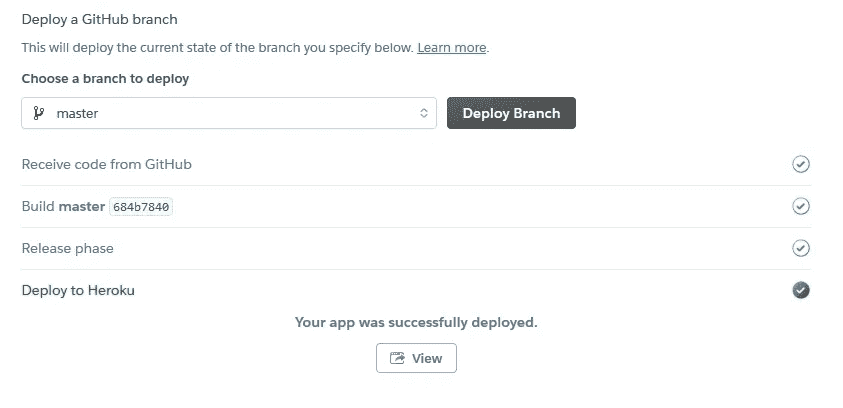 Deploy a GitHub branch
This will deploy the current state of the branch you specify below. Learn more.
Choose a branch to deploy
master
Deploy Branch
Receive code from GitHub
Build master 684b7840
Release phase
Deploy to Heroku
Your app was successfully deployed.
View